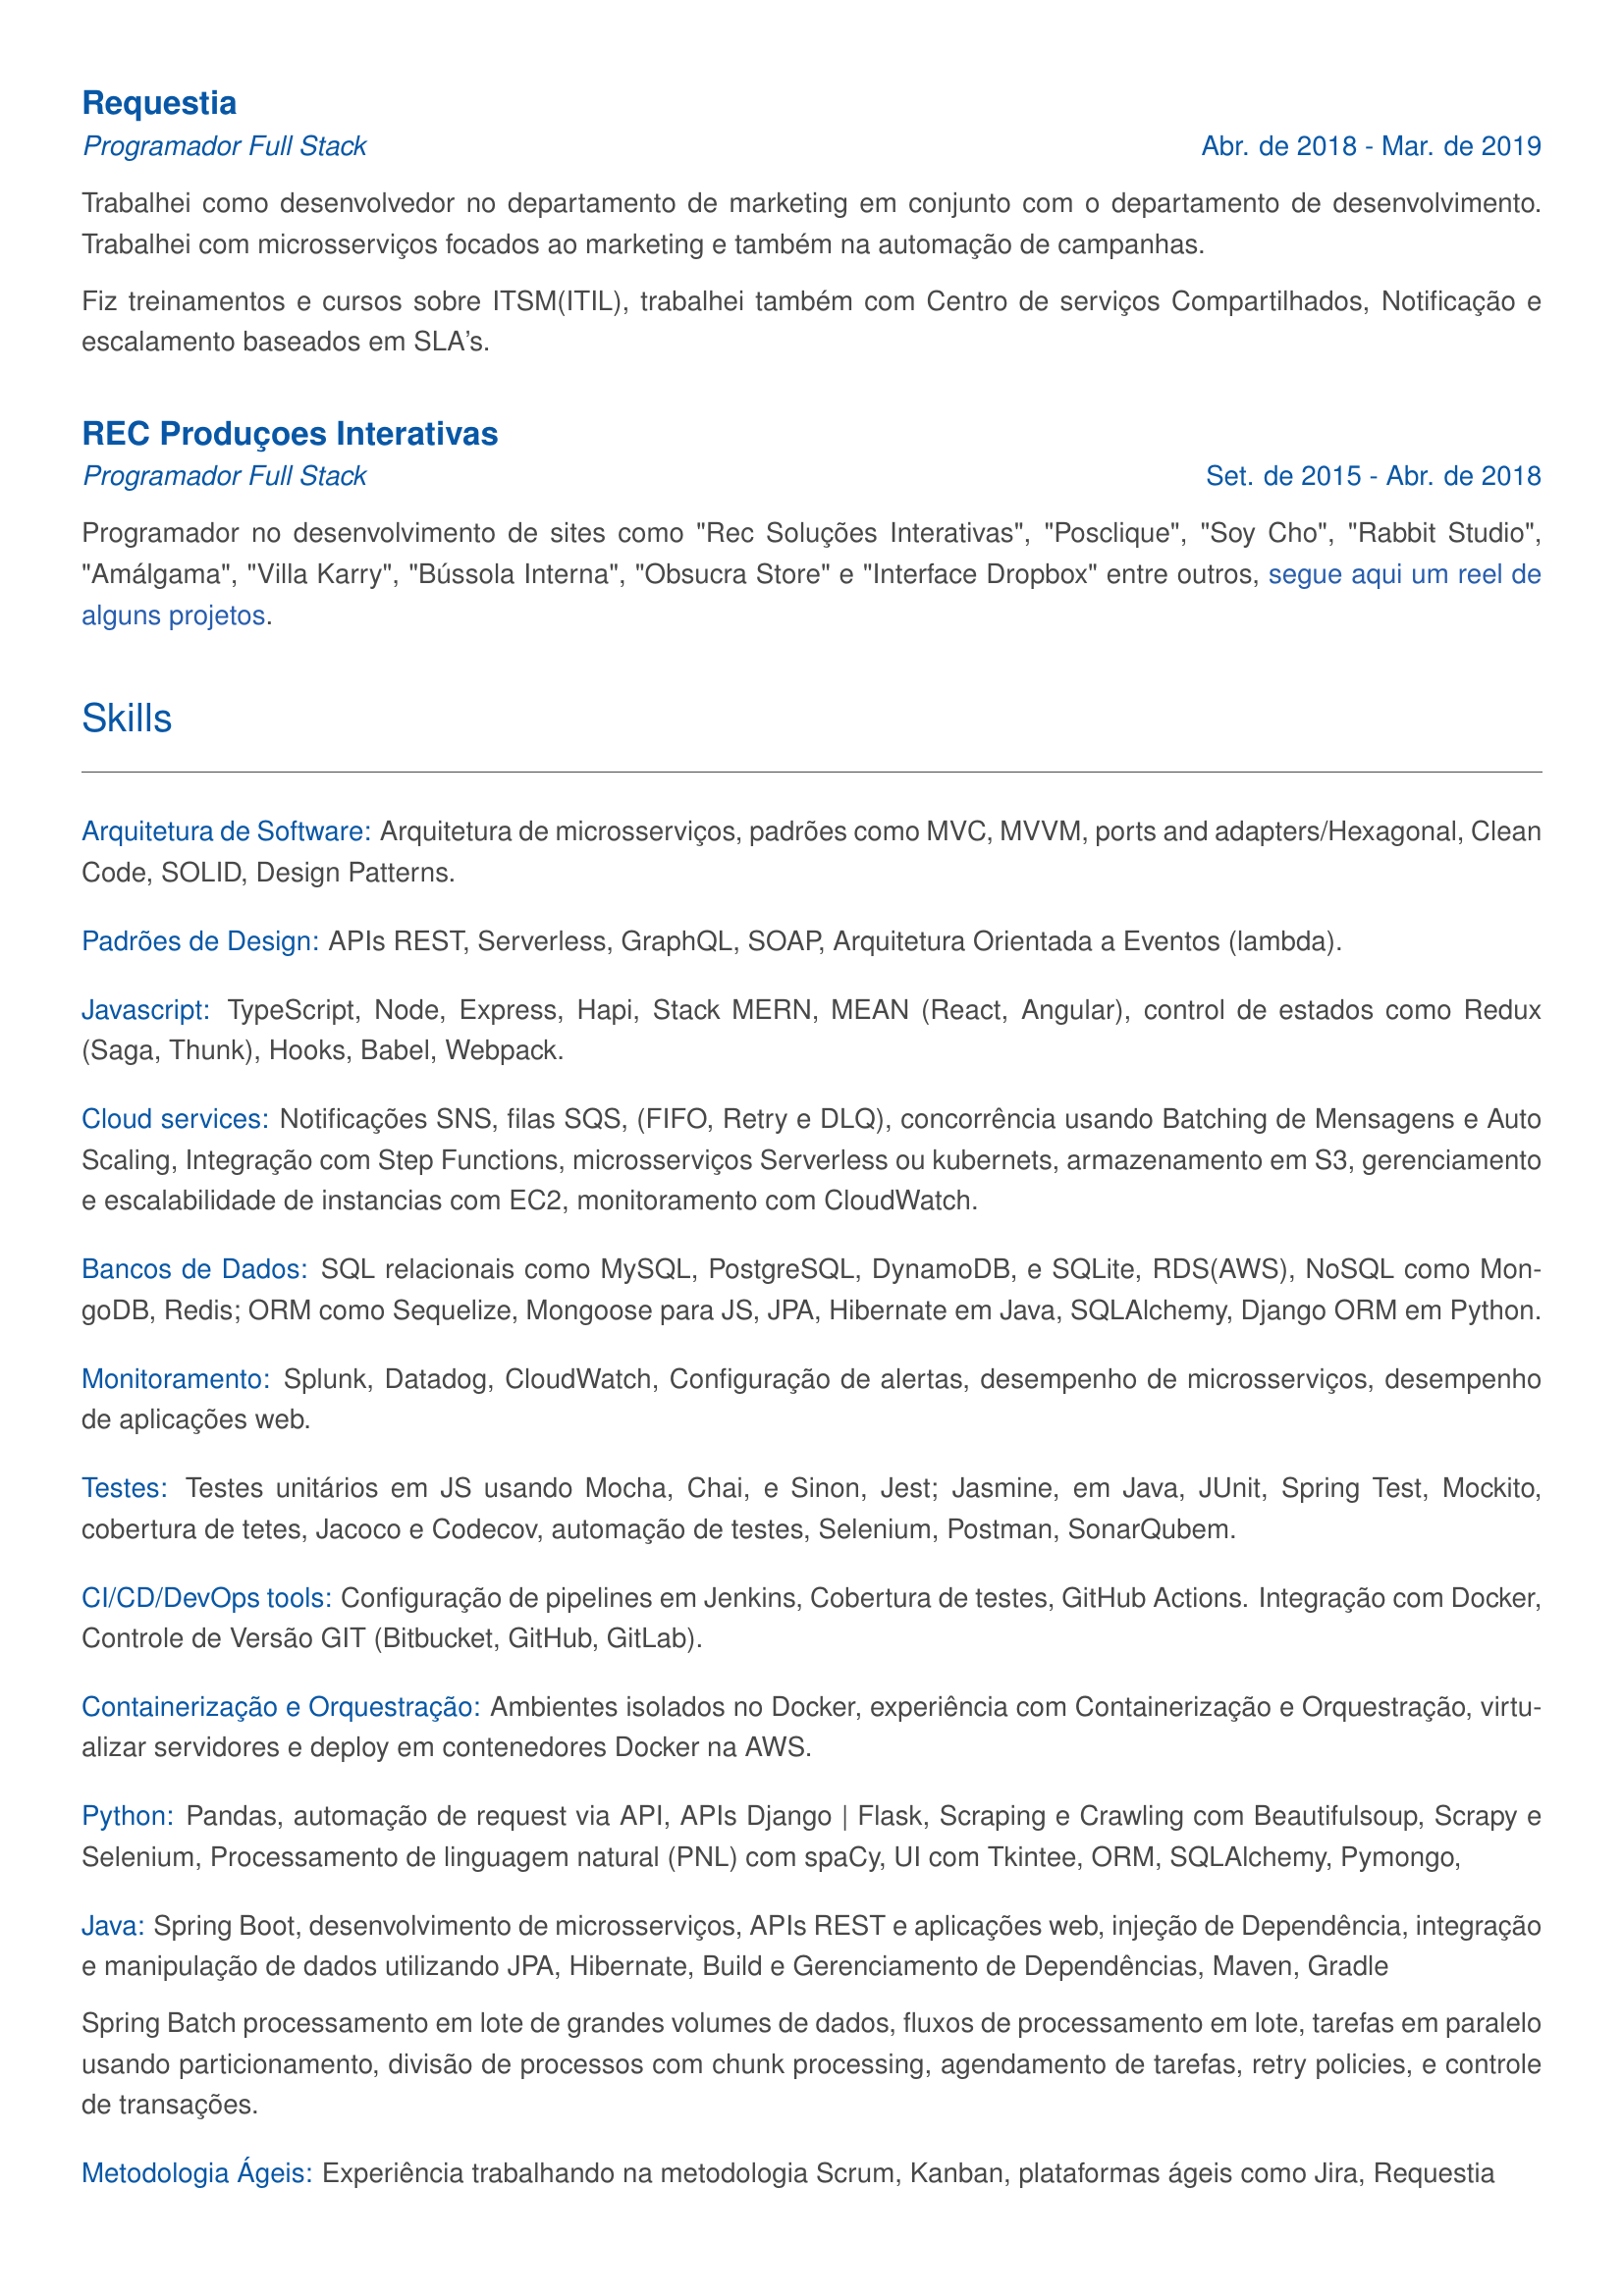 Requestia
Programador Full Stack Abr. de 2018 - Mar. de 2019
Trabalhei como desenvolvedor no departamento de marketing em conjunto com o departamento de desenvolvimento.
Trabalhei com microsserviços focados ao marketing e também na automação de campanhas.
Fiz treinamentos e cursos sobre ITSM(ITIL), trabalhei também com Centro de serviços Compartilhados, Notificação e
escalamento baseados em SLA’s.
REC Produçoes Interativas
Programador Full Stack Set. de 2015 - Abr. de 2018
Programador no desenvolvimento de sites como "Rec Soluções Interativas", "Posclique", "Soy Cho", "Rabbit Studio",
"Amálgama", "Villa Karry", "Bússola Interna", "Obsucra Store" e "Interface Dropbox" entre outros, segue aqui um reel de
alguns projetos.
Skills
Arquitetura de Software: Arquitetura de microsserviços, padrões como MVC, MVVM, ports and adapters/Hexagonal, Clean
Code, SOLID, Design Patterns.
Padrões de Design: APIs REST, Serverless, GraphQL, SOAP, Arquitetura Orientada a Eventos (lambda).
Javascript: TypeScript, Node, Express, Hapi, Stack MERN, MEAN (React, Angular), control de estados como Redux
(Saga, Thunk), Hooks, Babel, Webpack.
Cloud services: Notificações SNS, filas SQS, (FIFO, Retry e DLQ), concorrência usando Batching de Mensagens e Auto
Scaling, Integração com Step Functions, microsserviços Serverless ou kubernets, armazenamento em S3, gerenciamento
e escalabilidade de instancias com EC2, monitoramento com CloudWatch.
Bancos de Dados: SQL relacionais como MySQL, PostgreSQL, DynamoDB, e SQLite, RDS(AWS), NoSQL como Mon-
goDB, Redis; ORM como Sequelize, Mongoose para JS, JPA, Hibernate em Java, SQLAlchemy, Django ORM em Python.
Monitoramento: Splunk, Datadog, CloudWatch, Configuração de alertas, desempenho de microsserviços, desempenho
de aplicações web.
Testes: Testes unitários em JS usando Mocha, Chai, e Sinon, Jest; Jasmine, em Java, JUnit, Spring Test, Mockito,
cobertura de tetes, Jacoco e Codecov, automação de testes, Selenium, Postman, SonarQubem.
CI/CD/DevOps tools: Configuração de pipelines em Jenkins, Cobertura de testes, GitHub Actions. Integração com Docker,
Controle de Versão GIT (Bitbucket, GitHub, GitLab).
Containerização e Orquestração: Ambientes isolados no Docker, experiência com Containerização e Orquestração, virtu-
alizar servidores e deploy em contenedores Docker na AWS.
Python: Pandas, automação de request via API, APIs Django | Flask, Scraping e Crawling com Beautifulsoup, Scrapy e
Selenium, Processamento de linguagem natural (PNL) com spaCy, UI com Tkintee, ORM, SQLAlchemy, Pymongo,
Java: Spring Boot, desenvolvimento de microsserviços, APIs REST e aplicações web, injeção de Dependência, integração
e manipulação de dados utilizando JPA, Hibernate, Build e Gerenciamento de Dependências, Maven, Gradle
Spring Batch processamento em lote de grandes volumes de dados, fluxos de processamento em lote, tarefas em paralelo
usando particionamento, divisão de processos com chunk processing, agendamento de tarefas, retry policies, e controle
de transações.
Metodologia Ágeis: Experiência trabalhando na metodologia Scrum, Kanban, plataformas ágeis como Jira, Requestia